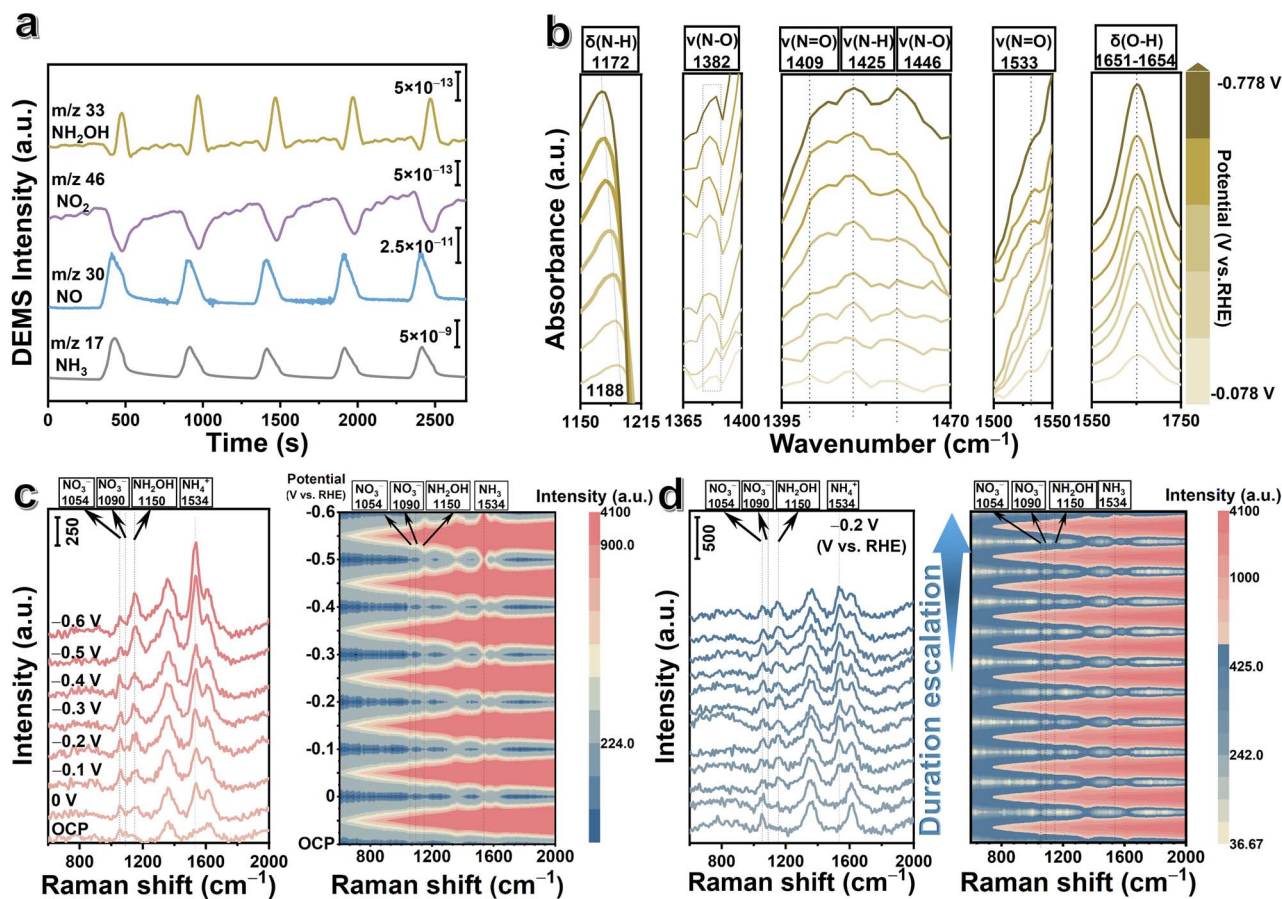 a
DEMS Intensity (a.u.)
5×10⁻¹³
m/z 33
NH₂OH
5×10⁻¹³
m/z 46
NO₂
2.5×10⁻¹¹
m/z 30
NO
5×10⁻⁹
m/z 17
NH₃
0 500 1000 1500 2000 2500
Time (s)
b
δ(N-H)
1172
ν(N-O)
1382
ν(N=O)
1409
ν(N-H)
1425
ν(N-O)
1446
ν(N=O)
1533
δ(O-H)
1651-1654
Absorbance (a.u.)
1188
1150 1215
1365 1400
1395 1470
1500 1550
1550 1750
Wavenumber (cm⁻¹)
-0.778 V
Potential (V vs.RHE)
-0.078 V
c
NO₃⁻
1054
NO₃⁻
1090
NH₂OH
1150
NH₄⁺
1534
250
Intensity (a.u.)
−0.6 V
−0.5 V
−0.4 V
−0.3 V
−0.2 V
−0.1 V
0 V
OCP
800 1200 1600 2000
Raman shift (cm⁻¹)
Potential
(V vs. RHE)
NO₃⁻
1054
NO₃⁻
1090
NH₂OH
1150
NH₃
1534
Intensity (a.u.)
-0.6
-0.5
-0.4
-0.3
-0.2
-0.1
0
OCP
4100
900.0
224.0
800 1200 1600 2000
Raman shift (cm⁻¹)
d
NO₃⁻
1054
NO₃⁻
1090
NH₂OH
1150
NH₄⁺
1534
500
−0.2 V
(V vs. RHE)
Intensity (a.u.)
800 1200 1600 2000
Raman shift (cm⁻¹)
Duration escalation
NO₃⁻
1054
NO₃⁻
1090
NH₂OH
1150
NH₃
1534
Intensity (a.u.)
4100
1000
425.0
242.0
36.67
800 1200 1600 2000
Raman shift (cm⁻¹)